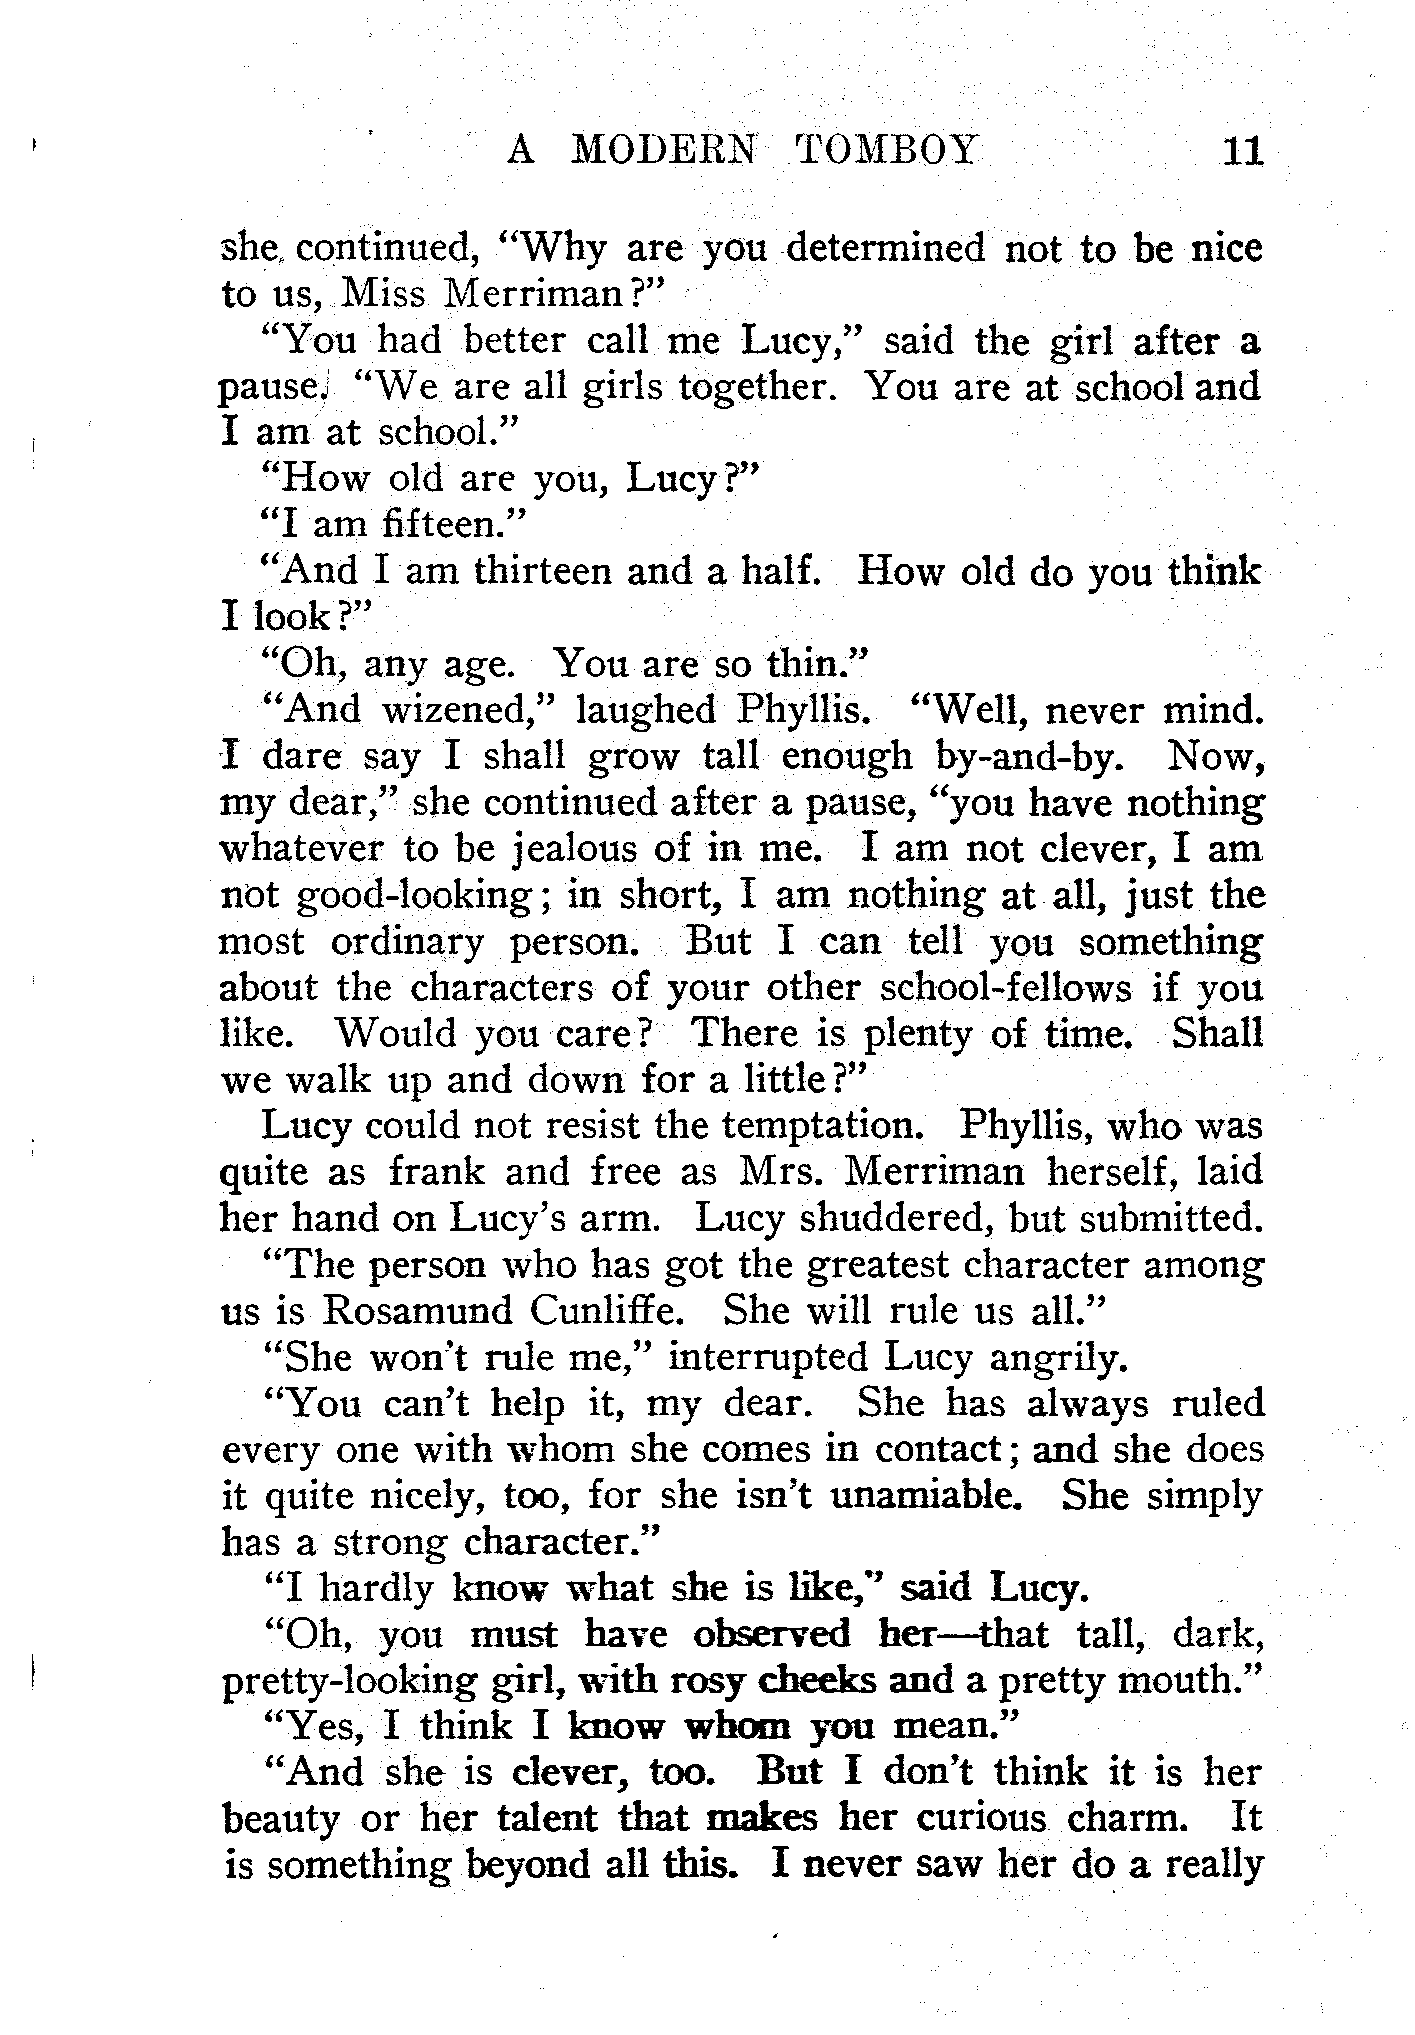 A MODERN TOMBOY 11
she continued, "Why are you determined not to be nice
to us, Miss Merriman?"
"You had better call me Lucy," said the girl after a
pause. "We are all girls together. You are at school and
I am at school."
"How old are you, Lucy?"
"I am fifteen."
"And I am thirteen and a half. How old do you think
I look?"
"Oh, any age. You are so thin."
"And wizened," laughed Phyllis. "Well, never mind.
I dare say I shall grow tall enough by-and-by. Now,
my dear," she continued after a pause, "you have nothing
whatever to be jealous of in me. I am not clever, I am
not good-looking; in short, I am nothing at all, just the
most ordinary person. But I can tell you something
about the characters of your other school-fellows if you
like. Would you care? There is plenty of time. Shall
we walk up and down for a little?"
Lucy could not resist the temptation. Phyllis, who was
quite as frank and free as Mrs. Merriman herself, laid
her hand on Lucy's arm. Lucy shuddered, but submitted.
"The person who has got the greatest character among
us is Rosamund Cunliffe. She will rule us all."
"She won't rule me," interrupted Lucy angrily.
"You can't help it, my dear. She has always ruled
every one with whom she comes in contact; and she does
it quite nicely, too, for she isn't unamiable. She simply
has a strong character."
"I hardly know what she is like," said Lucy.
"Oh, you must have observed her—that tall, dark,
pretty-looking girl, with rosy cheeks and a pretty mouth."
"Yes, I think I know whom you mean."
"And she is clever, too. But I don't think it is her
beauty or her talent that makes her curious charm. It
is something beyond all this. I never saw her do a really